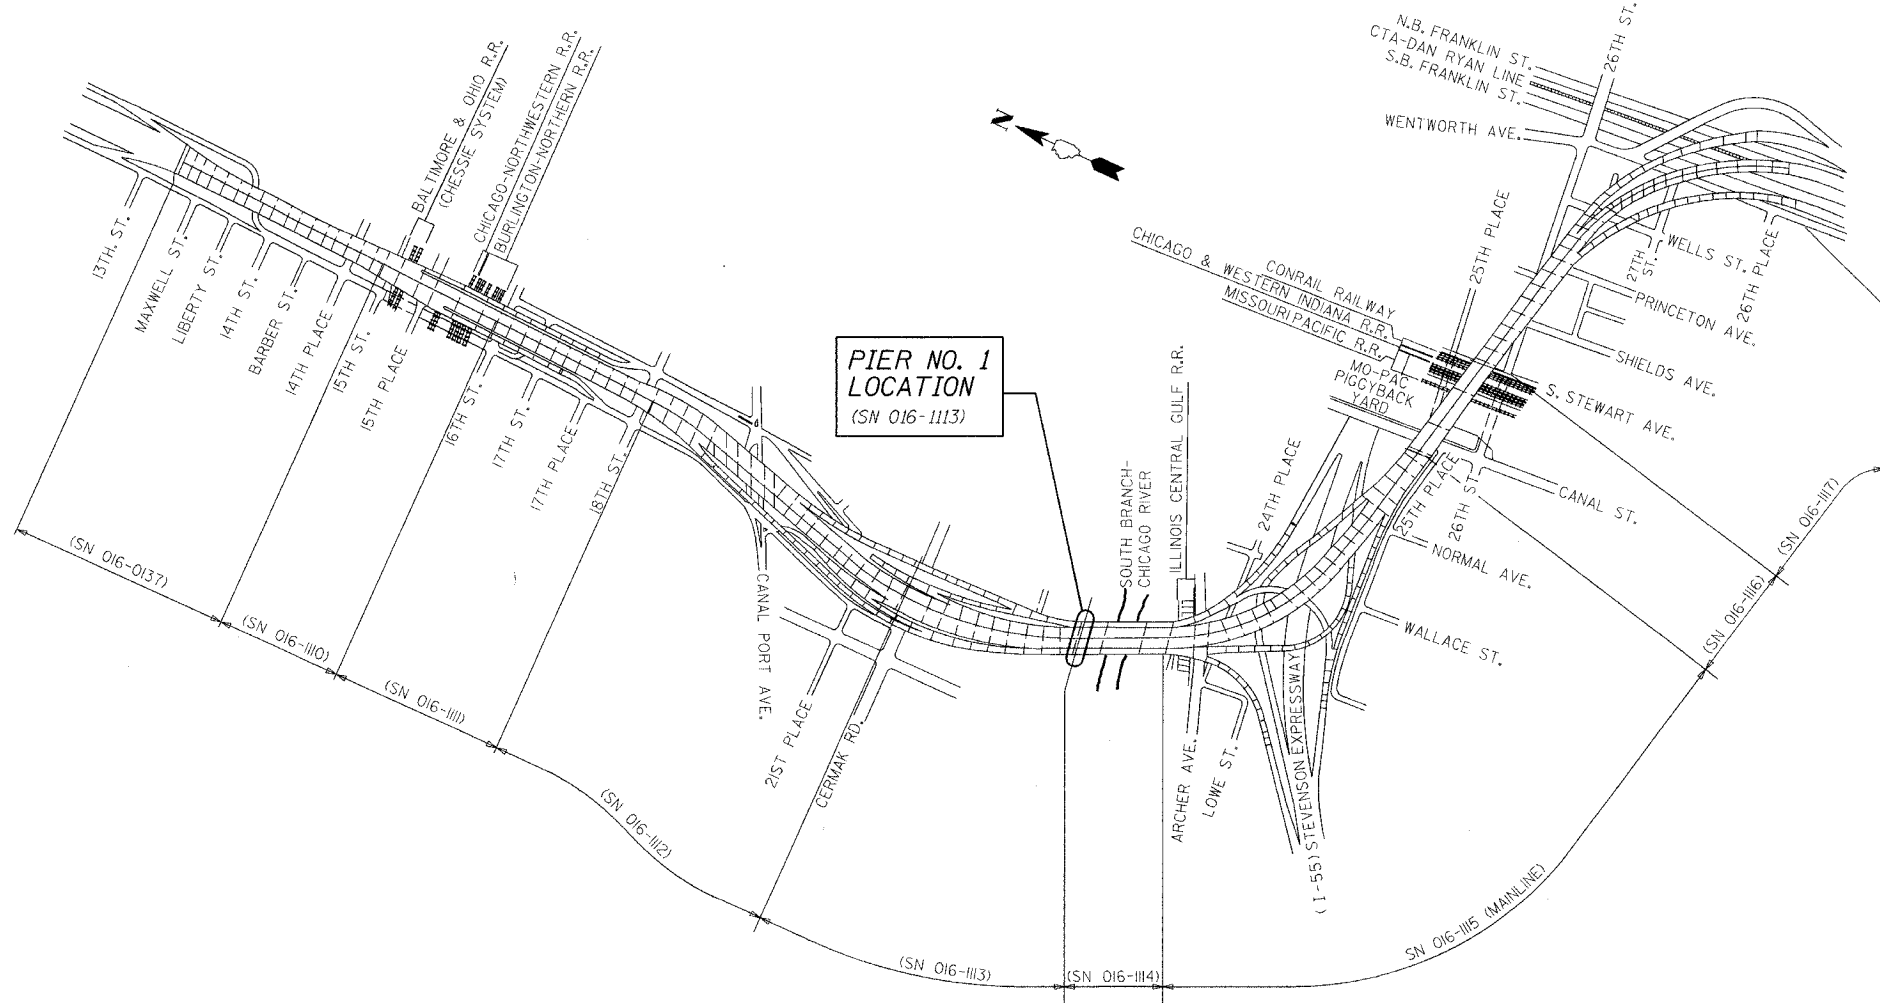 N.B. FRANKLIN ST.
CTA-DAN RYAN LINE
S.B. FRANKLIN ST.
26TH ST.
WENTWORTH AVE.
BALTIMORE & OHIO R.R.
(CHESSIE SYSTEM)
CHICAGO-NORTHWESTERN R.R.
BURLINGTON-NORTHERN R.R.
N
13TH. ST.
MAXWELL ST.
LIBERTY ST.
14TH ST.
BARBER ST.
14TH PLACE
15TH. ST.
15TH PLACE
16TH ST.
17TH ST.
17TH PLACE
18TH ST.
CHICAGO & WESTERN INDIANA R.R.
CONRAIL RAILWAY
MISSOURI PACIFIC R.R.
MO-PAC
PIGGYBACK
YARD
25TH PLACE
27TH
ST.
WELLS ST.
26TH PLACE
PRINCETON AVE.
SHIELDS AVE.
S. STEWART AVE.
PIER NO. 1
LOCATION
(SN 016-1113)
SOUTH BRANCH-
CHICAGO RIVER
ILLINOIS CENTRAL GULF R.R.
24TH PLACE
25TH PLACE
26TH ST.
CANAL ST.
NORMAL AVE.
WALLACE ST.
CANAL PORT AVE.
21ST PLACE
CERMAK RD.
ARCHER AVE.
LOWE ST.
(I-55) STEVENSON EXPRESSWAY
(SN 016-0137)
(SN 016-1110)
(SN 016-1111)
(SN 016-1112)
(SN 016-1113)
(SN 016-1114)
SN 016-1115 (MAINLINE)
(SN 016-1116)
(SN 016-1117)